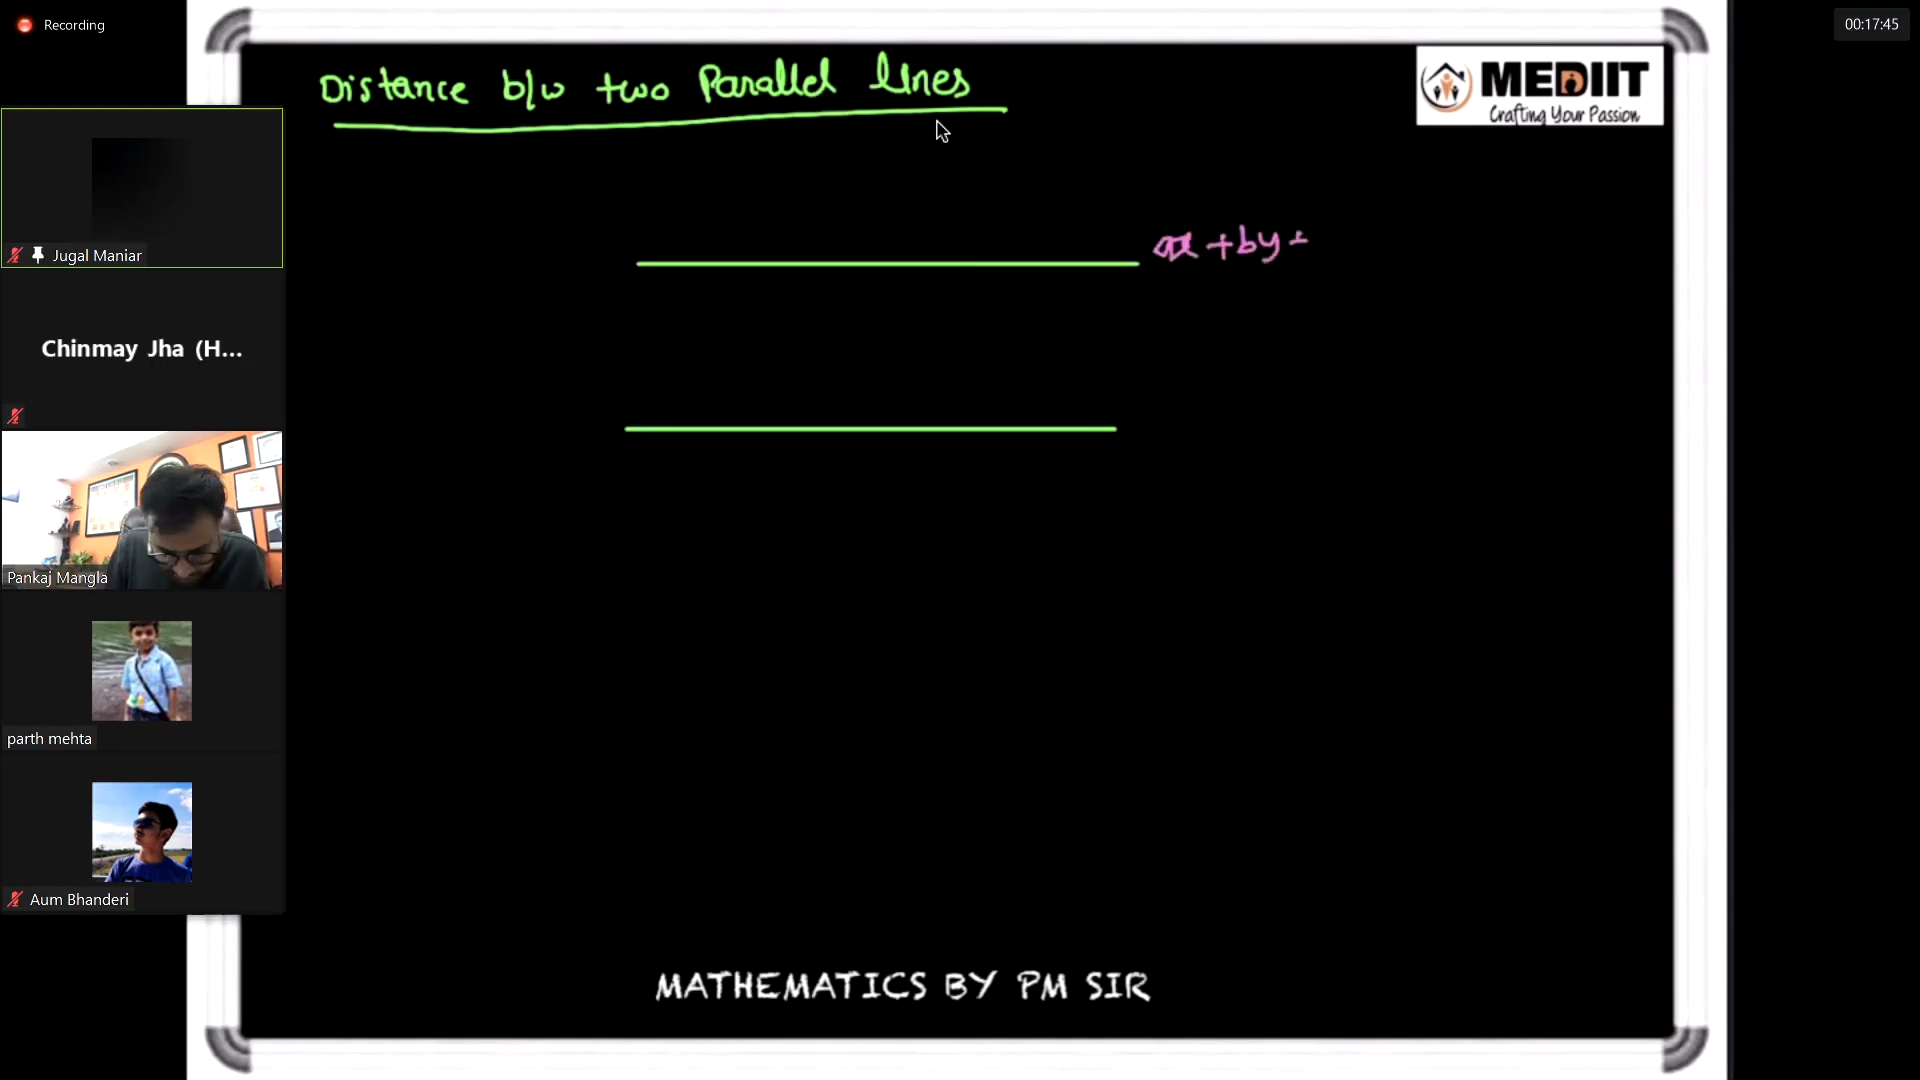 Recording
00:17:45
Distance b/w two Parallel lines
MEDIIT
Crafting Your Passion
ax + by +
Jugal Maniar
Chinmay Jha (H...
Pankaj Mangla
parth mehta
Aum Bhanderi
MATHEMATICS BY PM SIR